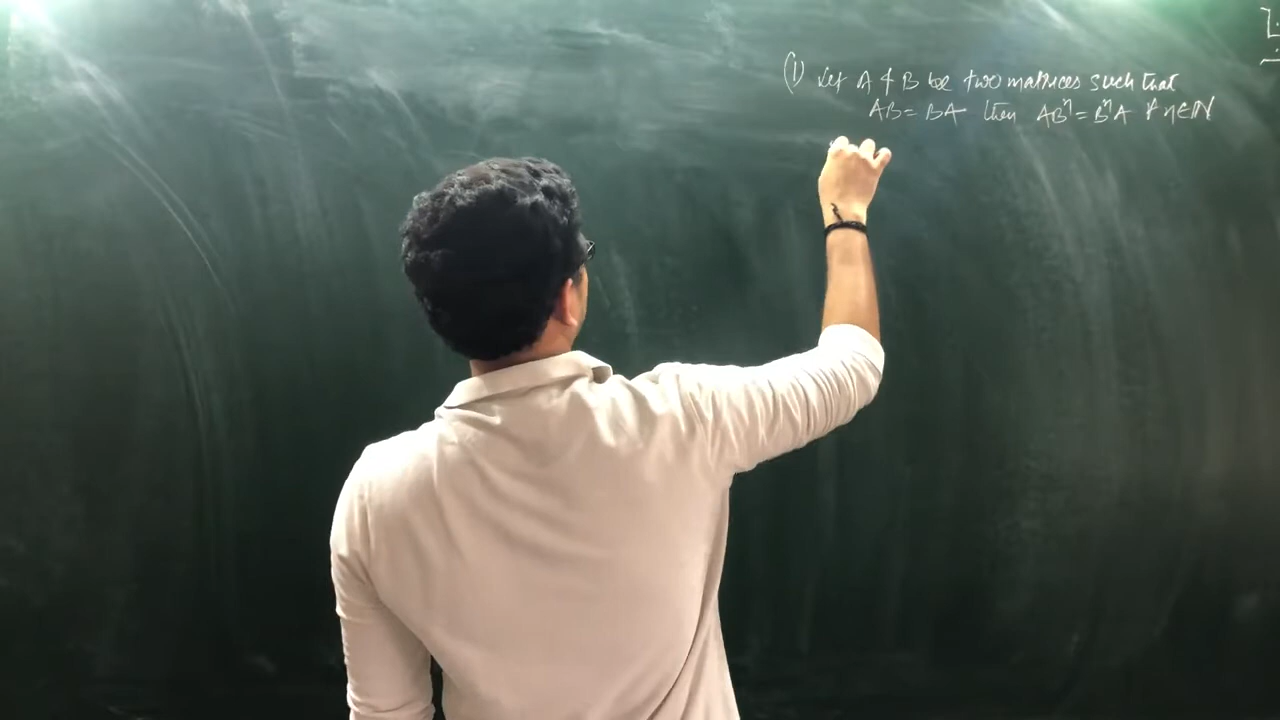 (1) Let A & B be two matrices such that
AB = BA then ABⁿ = BⁿA ∀ n∈ℕ